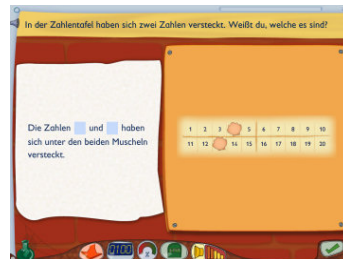 In der Zahlentafel haben sich zwei Zahlen versteckt. Weißt du, welche es sind?
Die Zahlen und haben
sich unter den beiden Muscheln
versteckt.
1 2 3 5 6 7 8 9 10
11 12 14 15 16 17 18 19 20
01:00